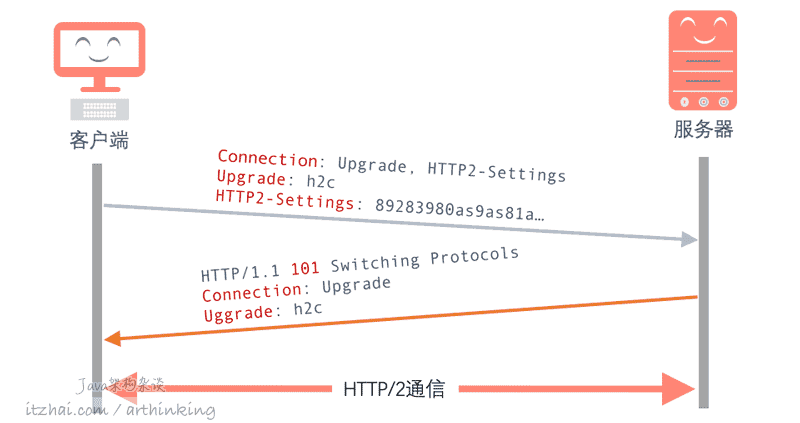 客户端
服务器
Connection: Upgrade, HTTP2-Settings
Upgrade: h2c
HTTP2-Settings: 89283980as9as81a…
HTTP/1.1 101 Switching Protocols
Connection: Upgrade
Uggrade: h2c
HTTP/2通信
Java架构杂谈
itzhai.com / arthinking